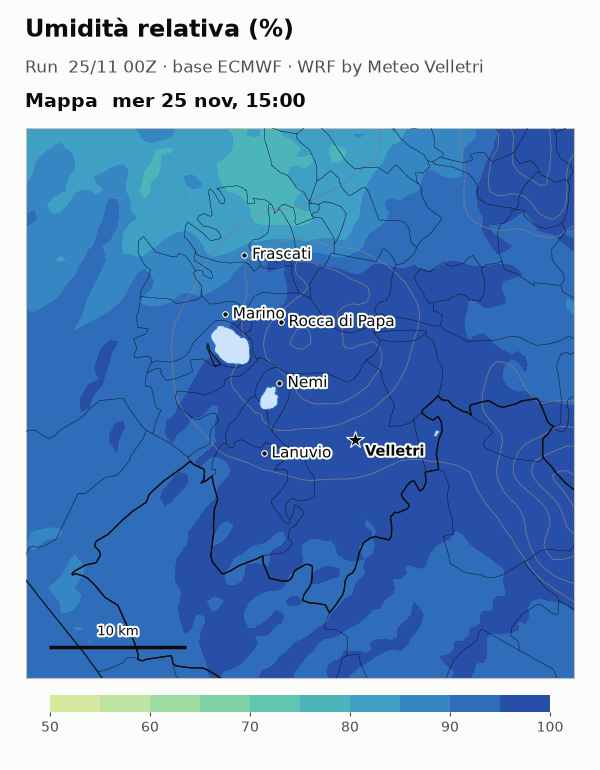 Umidità relativa (%)
Run  25/11 00Z · base ECMWF · WRF by Meteo Velletri
Mappa  mer 25 nov, 15:00
Frascati
Marino
Rocca di Papa
Nemi
Velletri
Lanuvio
10 km
50 60 70 80 90 100